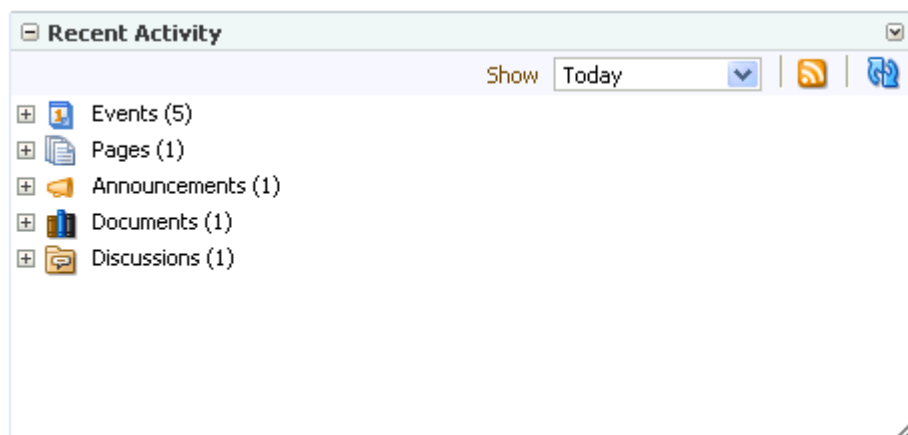 Recent Activity
Show Today
Events (5)
Pages (1)
Announcements (1)
Documents (1)
Discussions (1)